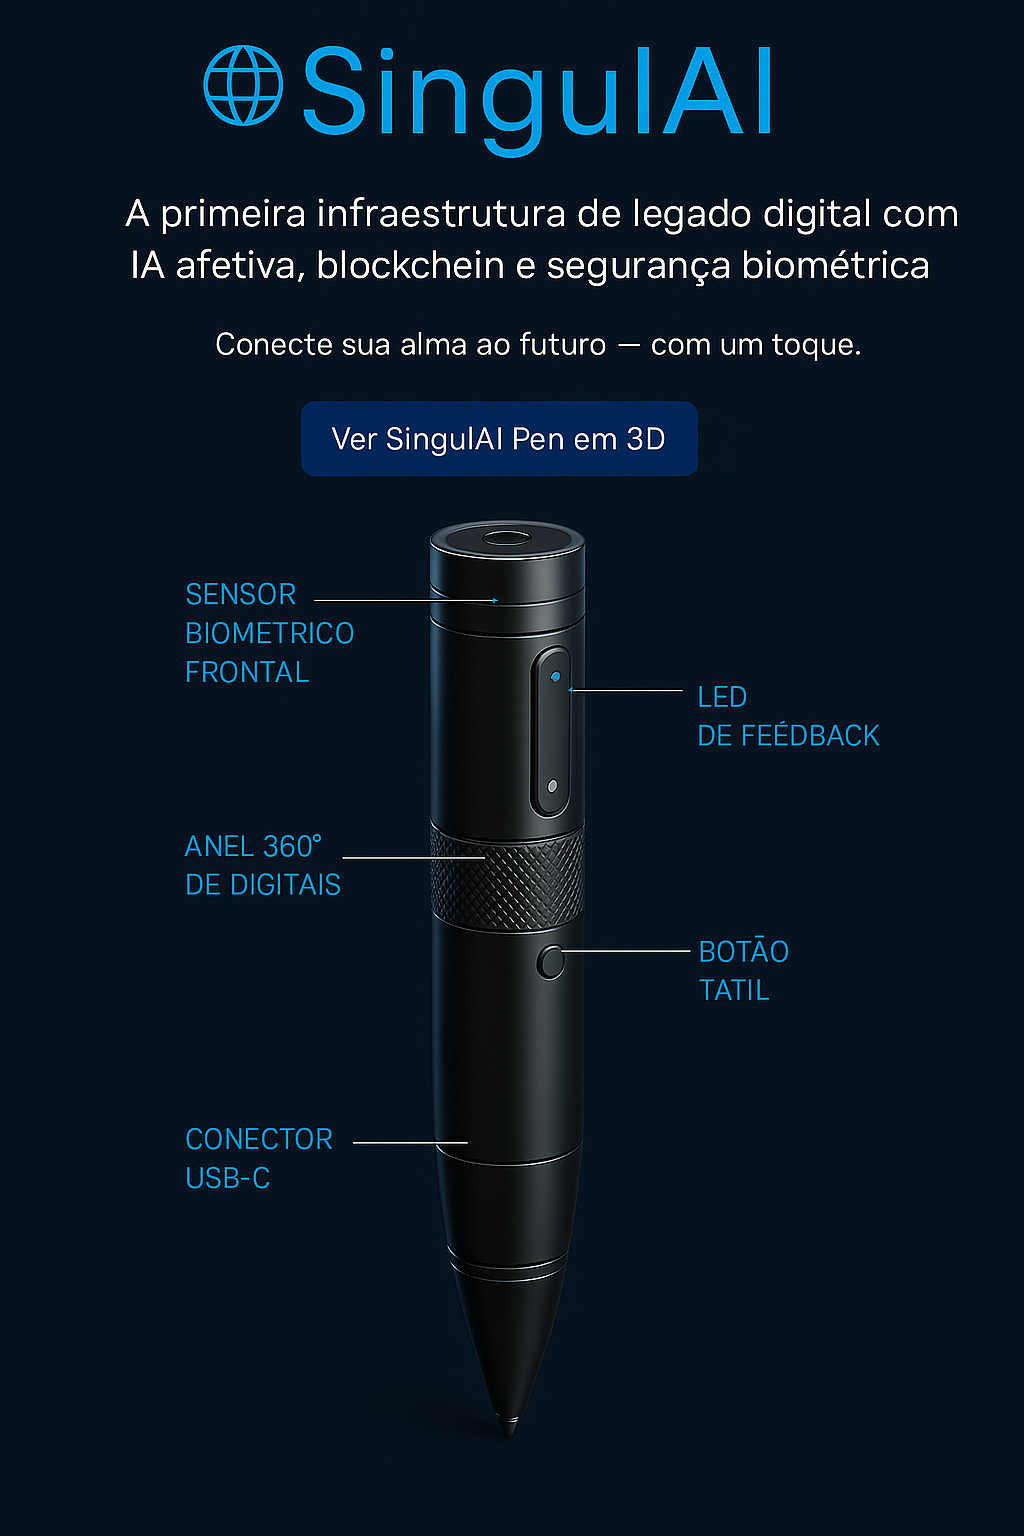 SingulAI
A primeira infraestrutura de legado digital com
IA afetiva, blockchein e segurança biométrica
Conecte sua alma ao futuro — com um toque.
Ver SingulAI Pen em 3D
SENSOR
BIOMETRICO
FRONTAL
LED
DE FEÉDBACK
ANEL 360°
DE DIGITAIS
BOTĀO
TATIL
CONECTOR
USB-C